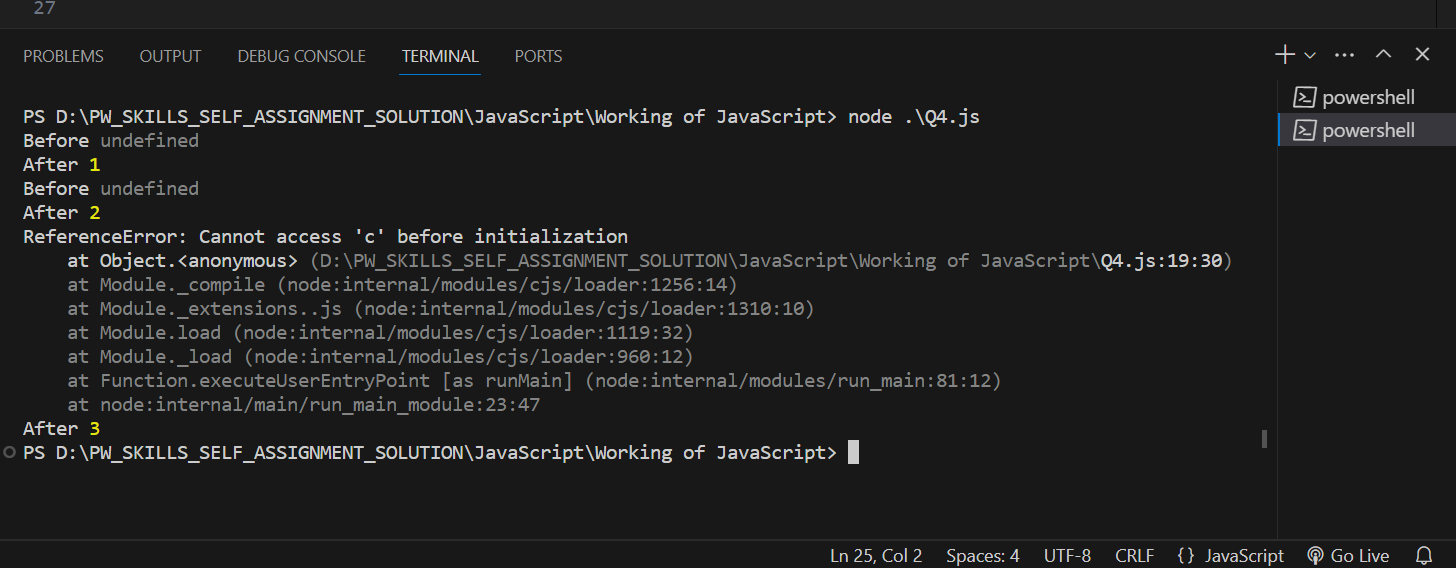 27
PROBLEMS OUTPUT DEBUG CONSOLE TERMINAL PORTS
PS D:\PW_SKILLS_SELF_ASSIGNMENT_SOLUTION\JavaScript\Working of JavaScript> node .\Q4.js
Before undefined
After 1
Before undefined
After 2
ReferenceError: Cannot access 'c' before initialization
    at Object.<anonymous> (D:\PW_SKILLS_SELF_ASSIGNMENT_SOLUTION\JavaScript\Working of JavaScript\Q4.js:19:30)
    at Module._compile (node:internal/modules/cjs/loader:1256:14)
    at Module._extensions..js (node:internal/modules/cjs/loader:1310:10)
    at Module.load (node:internal/modules/cjs/loader:1119:32)
    at Module._load (node:internal/modules/cjs/loader:960:12)
    at Function.executeUserEntryPoint [as runMain] (node:internal/modules/run_main:81:12)
    at node:internal/main/run_main_module:23:47
After 3
PS D:\PW_SKILLS_SELF_ASSIGNMENT_SOLUTION\JavaScript\Working of JavaScript>
powershell
powershell
Ln 25, Col 2 Spaces: 4 UTF-8 CRLF {} JavaScript Go Live